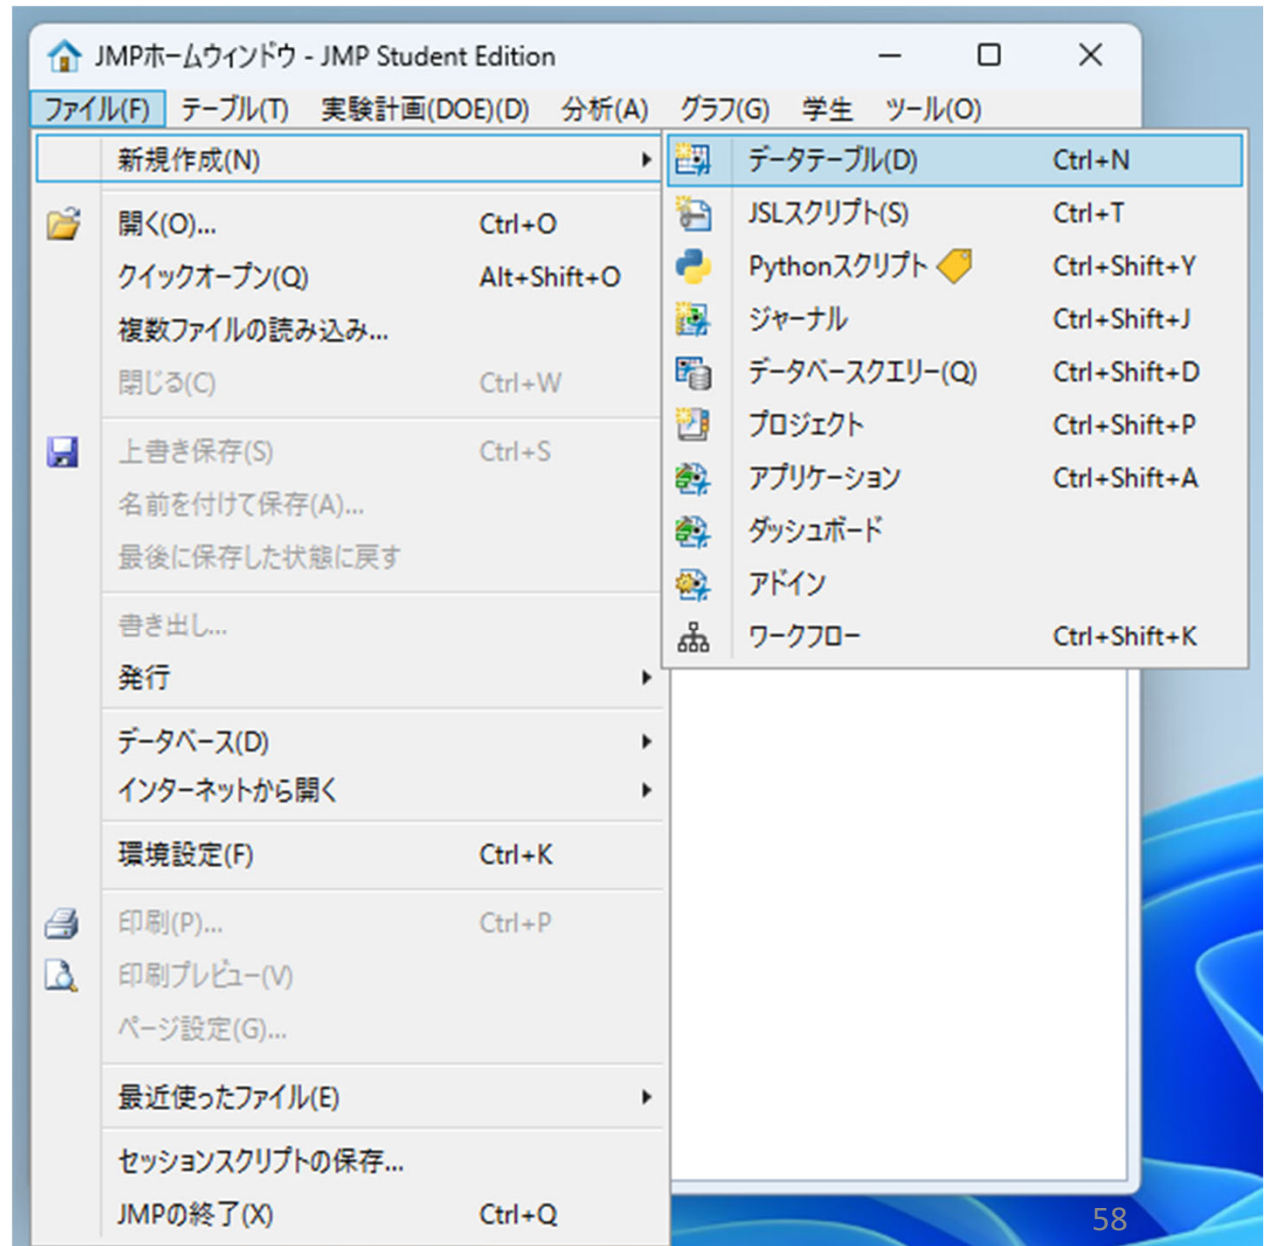 JMPホームウィンドウ - JMP Student Edition
ファイル(F) テーブル(T) 実験計画(DOE)(D) 分析(A) グラフ(G) 学生 ツール(O)
新規作成(N)
開く(O)... Ctrl+O
クイックオープン(Q) Alt+Shift+O
複数ファイルの読み込み...
閉じる(C) Ctrl+W
上書き保存(S) Ctrl+S
名前を付けて保存(A)...
最後に保存した状態に戻す
書き出し...
発行
データベース(D)
インターネットから開く
環境設定(F) Ctrl+K
印刷(P)... Ctrl+P
印刷プレビュー(V)
ページ設定(G)...
最近使ったファイル(E)
セッションスクリプトの保存...
JMPの終了(X) Ctrl+Q
データテーブル(D) Ctrl+N
JSLスクリプト(S) Ctrl+T
Pythonスクリプト Ctrl+Shift+Y
ジャーナル Ctrl+Shift+J
データベースクエリー(Q) Ctrl+Shift+D
プロジェクト Ctrl+Shift+P
アプリケーション Ctrl+Shift+A
ダッシュボード
アドイン
ワークフロー Ctrl+Shift+K
58